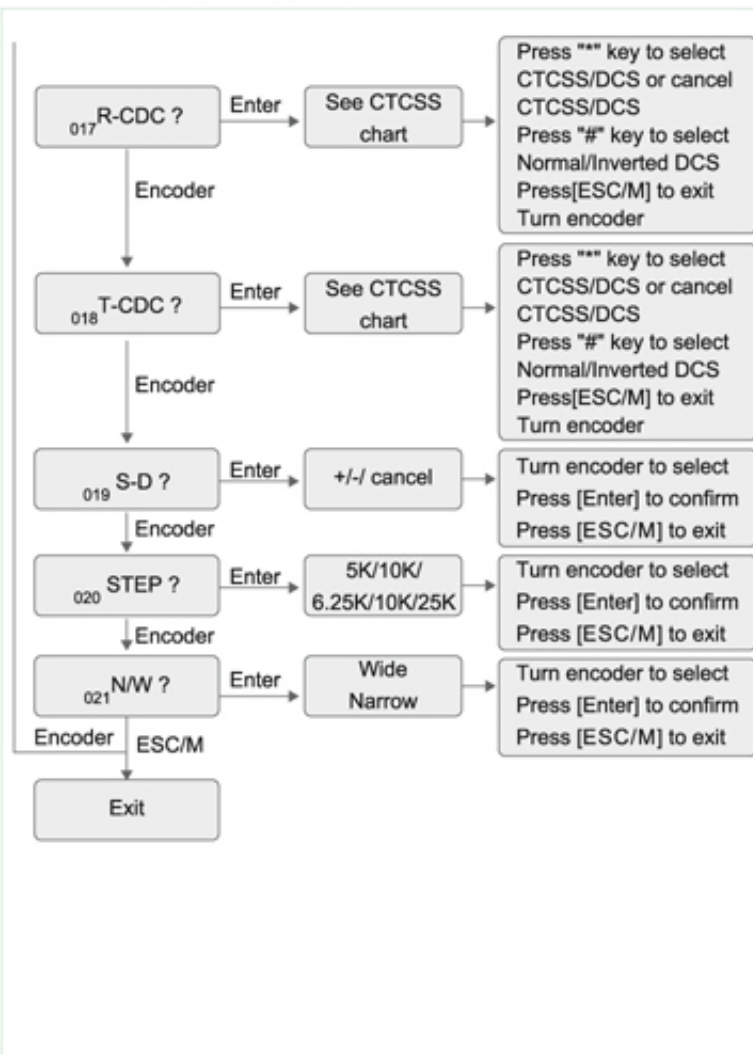 017 R-CDC ?
Enter
See CTCSS
chart
Press "*" key to select
CTCSS/DCS or cancel
CTCSS/DCS
Press "#" key to select
Normal/Inverted DCS
Press[ESC/M] to exit
Turn encoder
Encoder
018 T-CDC ?
Enter
See CTCSS
chart
Press "*" key to select
CTCSS/DCS or cancel
CTCSS/DCS
Press "#" key to select
Normal/Inverted DCS
Press[ESC/M] to exit
Turn encoder
Encoder
019 S-D ?
Enter
+/-/ cancel
Turn encoder to select
Press [Enter] to confirm
Press [ESC/M] to exit
Encoder
020 STEP ?
Enter
5K/10K/
6.25K/10K/25K
Turn encoder to select
Press [Enter] to confirm
Press [ESC/M] to exit
Encoder
021 N/W ?
Enter
Wide
Narrow
Turn encoder to select
Press [Enter] to confirm
Press [ESC/M] to exit
Encoder
ESC/M
Exit